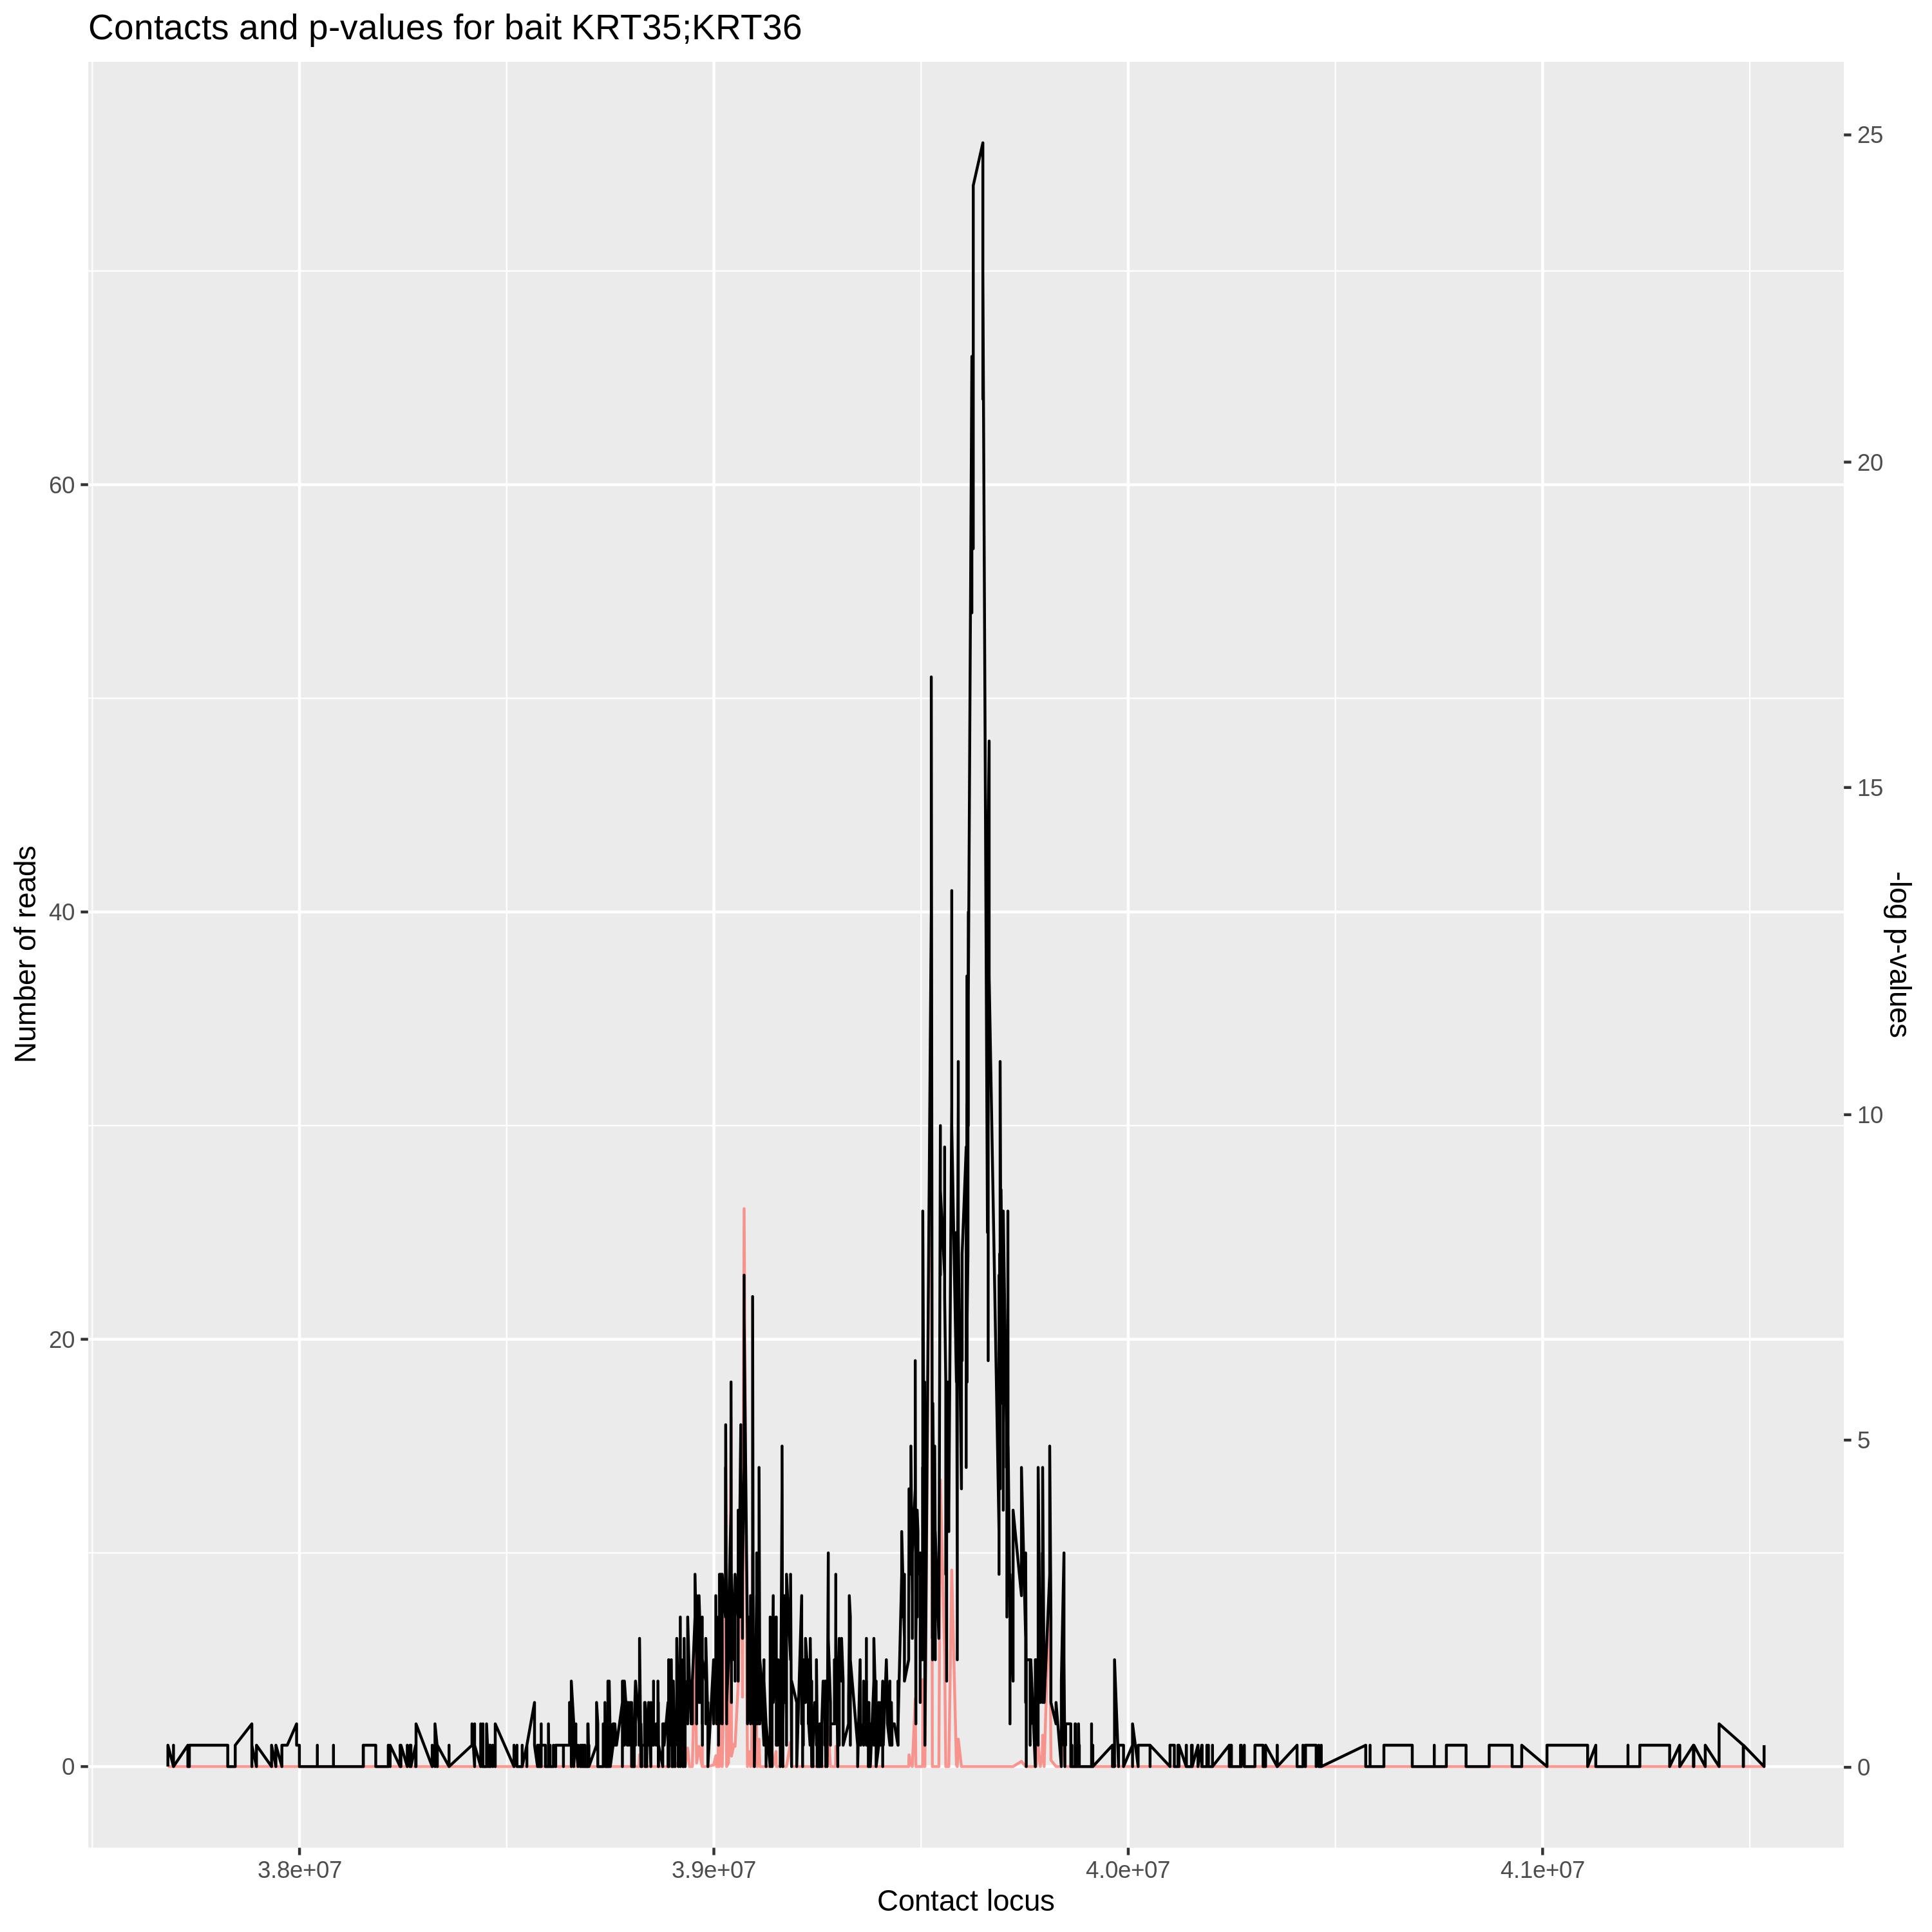 Contacts and p-values for bait KRT35;KRT36
25
20
15
10
5
0
-log p-values
60
40
20
0
Number of reads
3.8e+07 3.9e+07 4.0e+07 4.1e+07
Contact locus